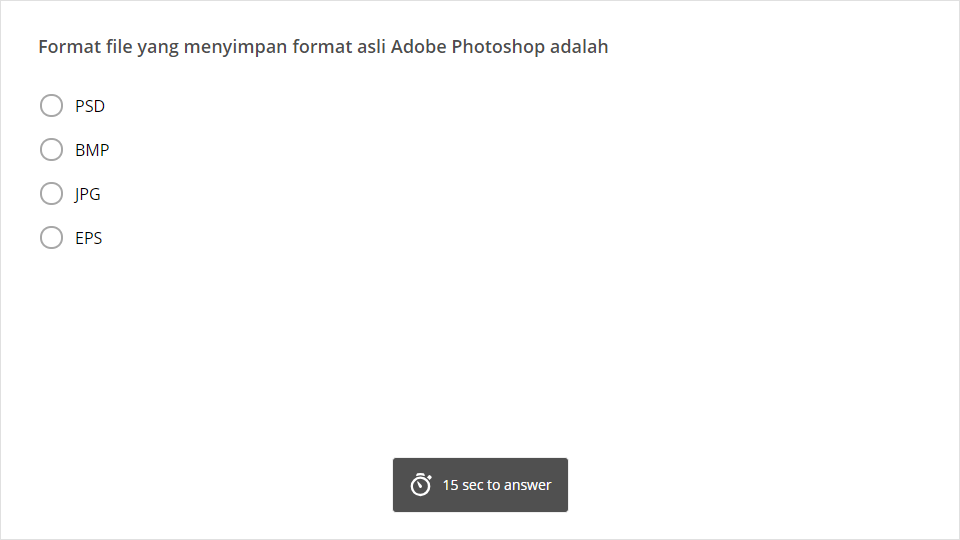 Format file yang menyimpan format asli Adobe Photoshop adalah
PSD
BMP
JPG
EPS
15 sec to answer